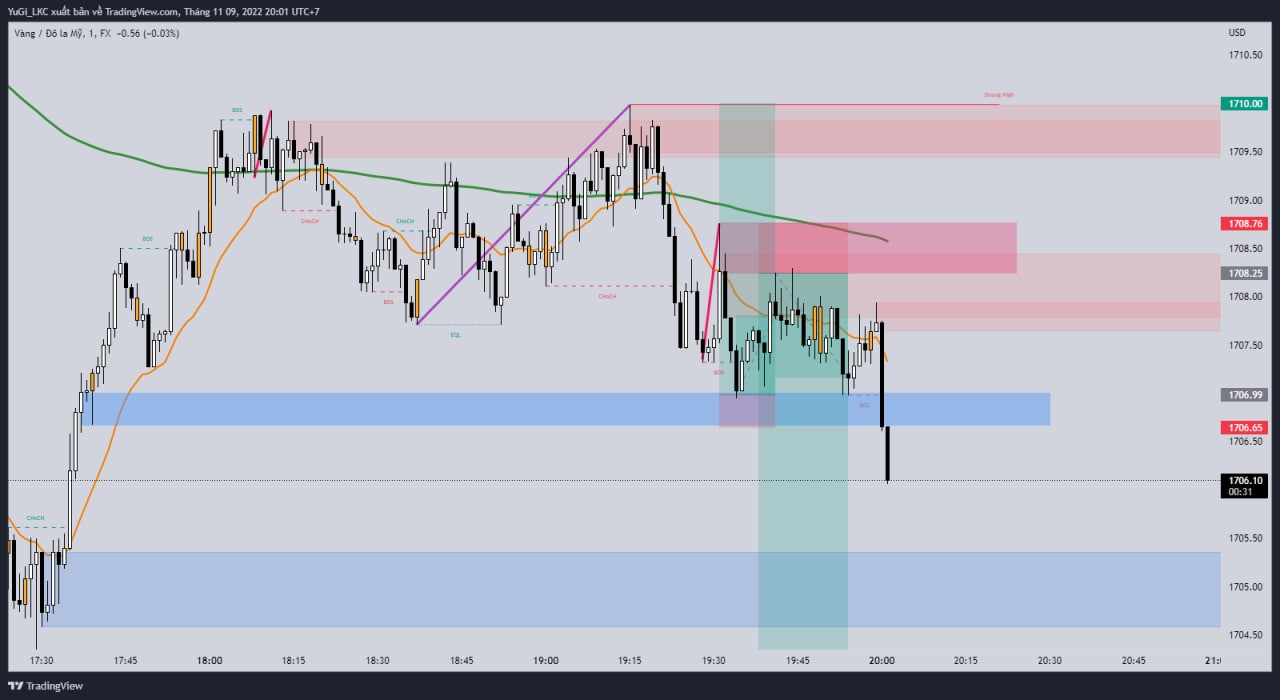 YuGi_LKC xuất bản về TradingView.com, Tháng 11 09, 2022 20:01 UTC+7
Vàng / Đô la Mỹ, 1, FX −0.56 (−0.03%)
USD
1710.50
Strong High
1710.00
BOS
1709.50
1709.00
CHoCH
CHoCH
1708.76
BOS
1708.50
1708.25
CHoCH
1708.00
BOS
EQL
1707.50
BOS
1706.99
BOS
1706.65
1706.50
1706.10
00:31
CHoCH
1705.50
1705.00
1704.50
17:30
17:45
18:00
18:15
18:30
18:45
19:00
19:15
19:30
19:45
20:00
20:15
20:30
20:45
TradingView